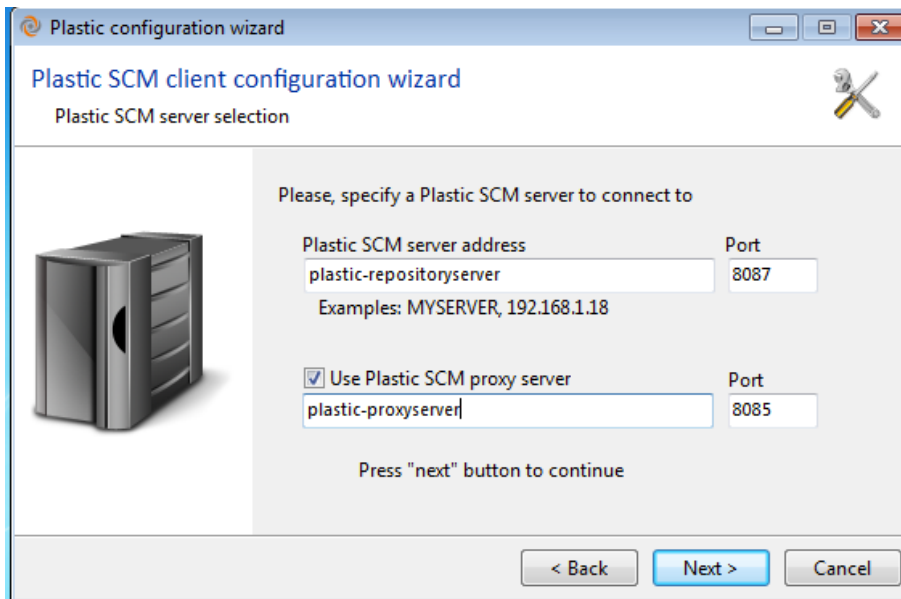 Plastic configuration wizard
Plastic SCM client configuration wizard
Plastic SCM server selection
Please, specify a Plastic SCM server to connect to
Plastic SCM server address Port
plastic-repositoryserver 8087
Examples: MYSERVER, 192.168.1.18
Use Plastic SCM proxy server Port
plastic-proxyserver 8085
Press "next" button to continue
< Back Next > Cancel